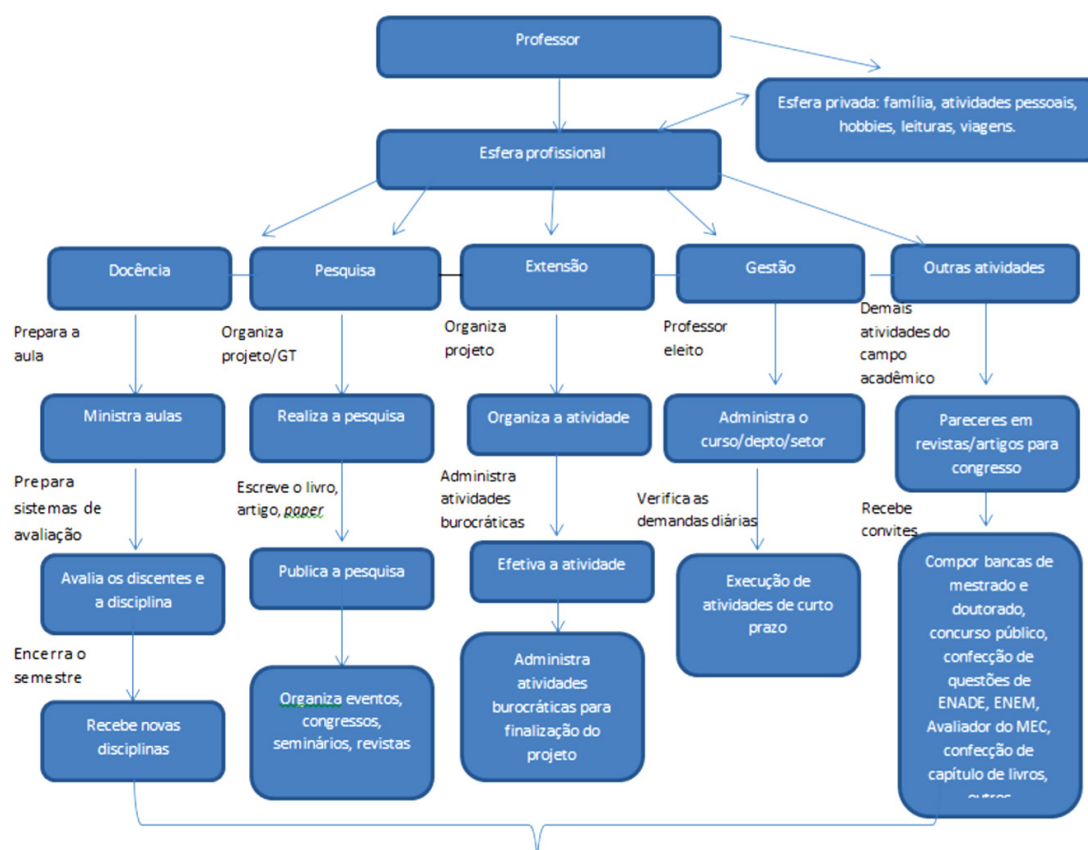 Professor
Esfera privada: família, atividades pessoais,
hobbies, leituras, viagens.
Esfera profissional
Docência
Pesquisa
Extensão
Gestão
Outras atividades
Prepara a
aula
Organiza
projeto/GT
Organiza
projeto
Professor
eleito
Demais
atividades do
campo
acadêmico
Ministra aulas
Realiza a pesquisa
Organiza a atividade
Administra o
curso/depto/setor
Pareceres em
revistas/artigos para
congresso
Prepara
sistemas de
avaliação
Escreve o livro,
artigo, paper
Administra
atividades
burocráticas
Verifica as
demandas diárias
Recebe
convites
Avalia os discentes e
a disciplina
Publica a pesquisa
Efetiva a atividade
Execução de
atividades de curto
prazo
Compor bancas de
mestrado e
doutorado,
concurso público,
confecção de
questões de
ENADE, ENEM,
Avaliador do MEC,
confecção de
capítulo de livros,
outros
Encerra o
semestre
Recebe novas
disciplinas
Organiza eventos,
congressos,
seminários, revistas
Administra
atividades
burocráticas para
finalização do
projeto